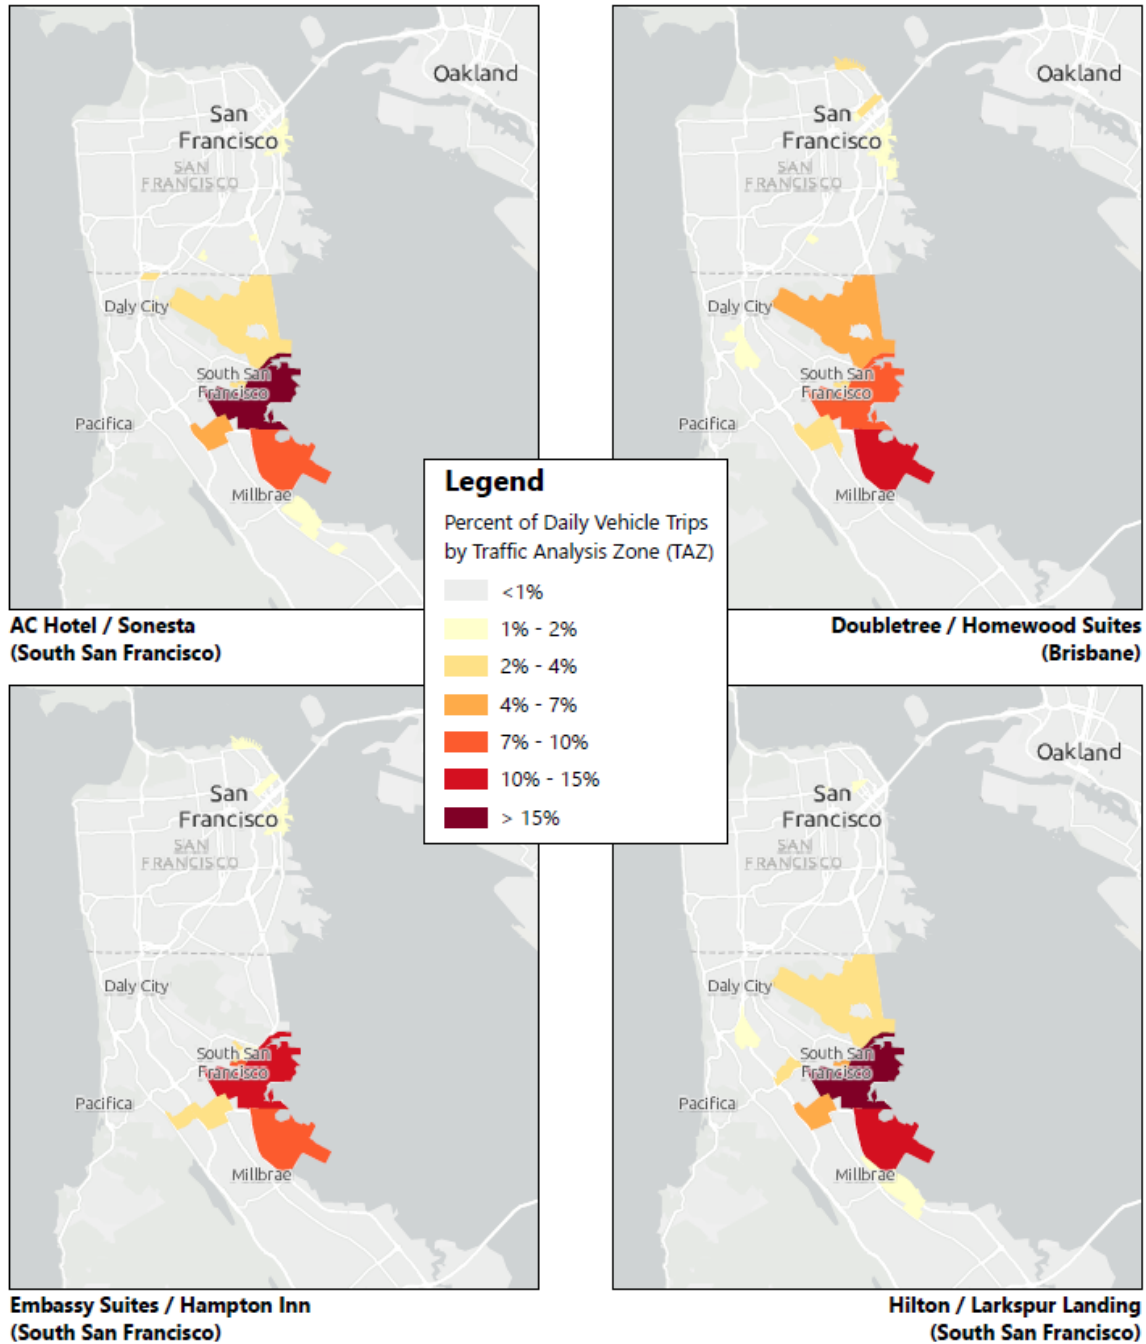 Oakland
San
Francisco
SAN
FRANCISCO
Daly City
South San
Francisco
Pacifica
Millbrae
AC Hotel / Sonesta
(South San Francisco)
Oakland
San
Francisco
SAN
FRANCISCO
Daly City
South San
Francisco
Pacifica
Millbrae
Doubletree / Homewood Suites
(Brisbane)
Legend
Percent of Daily Vehicle Trips
by Traffic Analysis Zone (TAZ)
<1%
1% - 2%
2% - 4%
4% - 7%
7% - 10%
10% - 15%
> 15%
San
Francisco
SAN
FRANCISCO
Daly City
South San
Francisco
Pacifica
Millbrae
Embassy Suites / Hampton Inn
(South San Francisco)
Oakland
San
Francisco
SAN
FRANCISCO
Daly City
South San
Francisco
Pacifica
Millbrae
Hilton / Larkspur Landing
(South San Francisco)